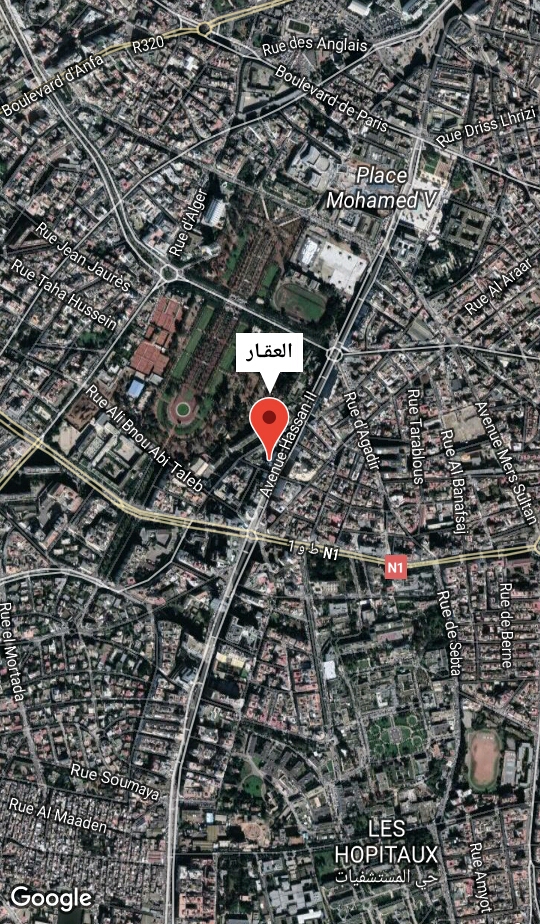 Rue des Anglais
R320
Boulevard d'Anfa
Boulevard de Paris
Rue Driss Lhrizi
Place
Mohamed V
Rue d'Alger
Rue Jean Jaurès
Rue Taha Hussein
Rue Al Araar
العقار
Rue Ali Bnou Abi Taleb
Avenue Hassan II
Rue d'Agadir
Rue Tarablous
Rue Al Banafsaj
Avenue Mers Sultan
ط و 1 N1
N1
Rue de Sebta
Rue de Berne
Rue el Mortada
Rue Soumaya
Rue Al Maaden
LES
HOPITAUX
حي المستشفيات
Rue Amyot
Google